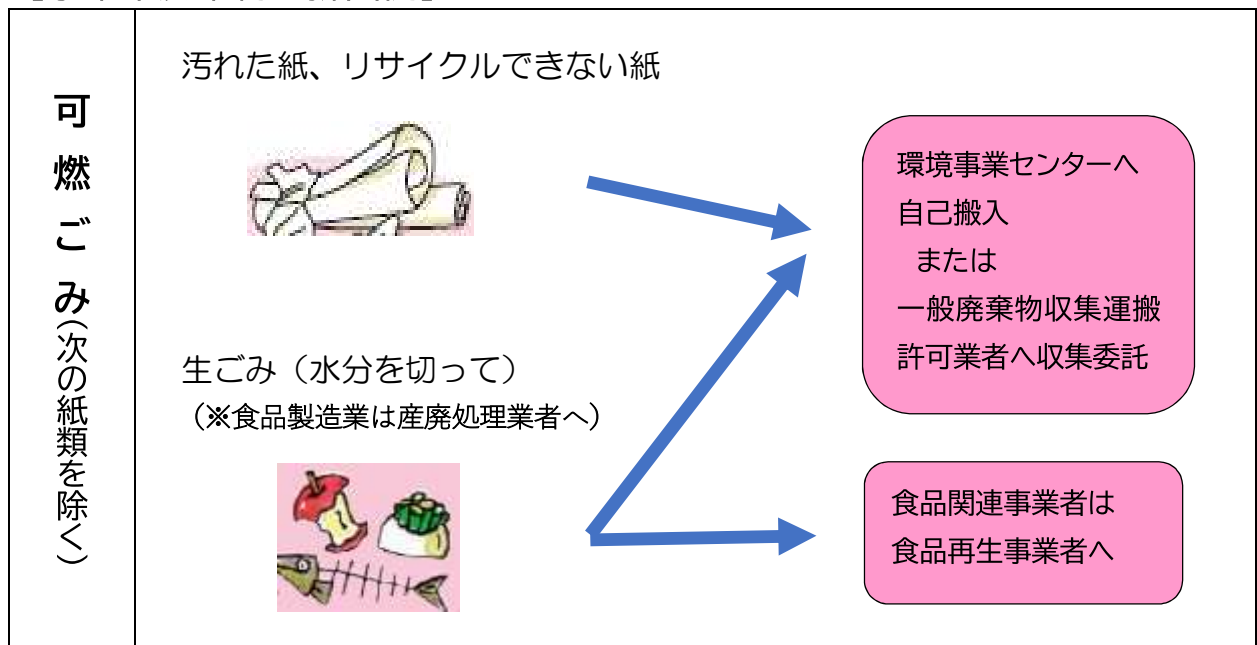 可燃ごみ(次の紙類を除く)
汚れた紙、リサイクルできない紙
生ごみ（水分を切って）
（※食品製造業は産廃処理業者へ）
環境事業センターへ
自己搬入
または
一般廃棄物収集運搬
許可業者へ収集委託
食品関連事業者は
食品再生事業者へ